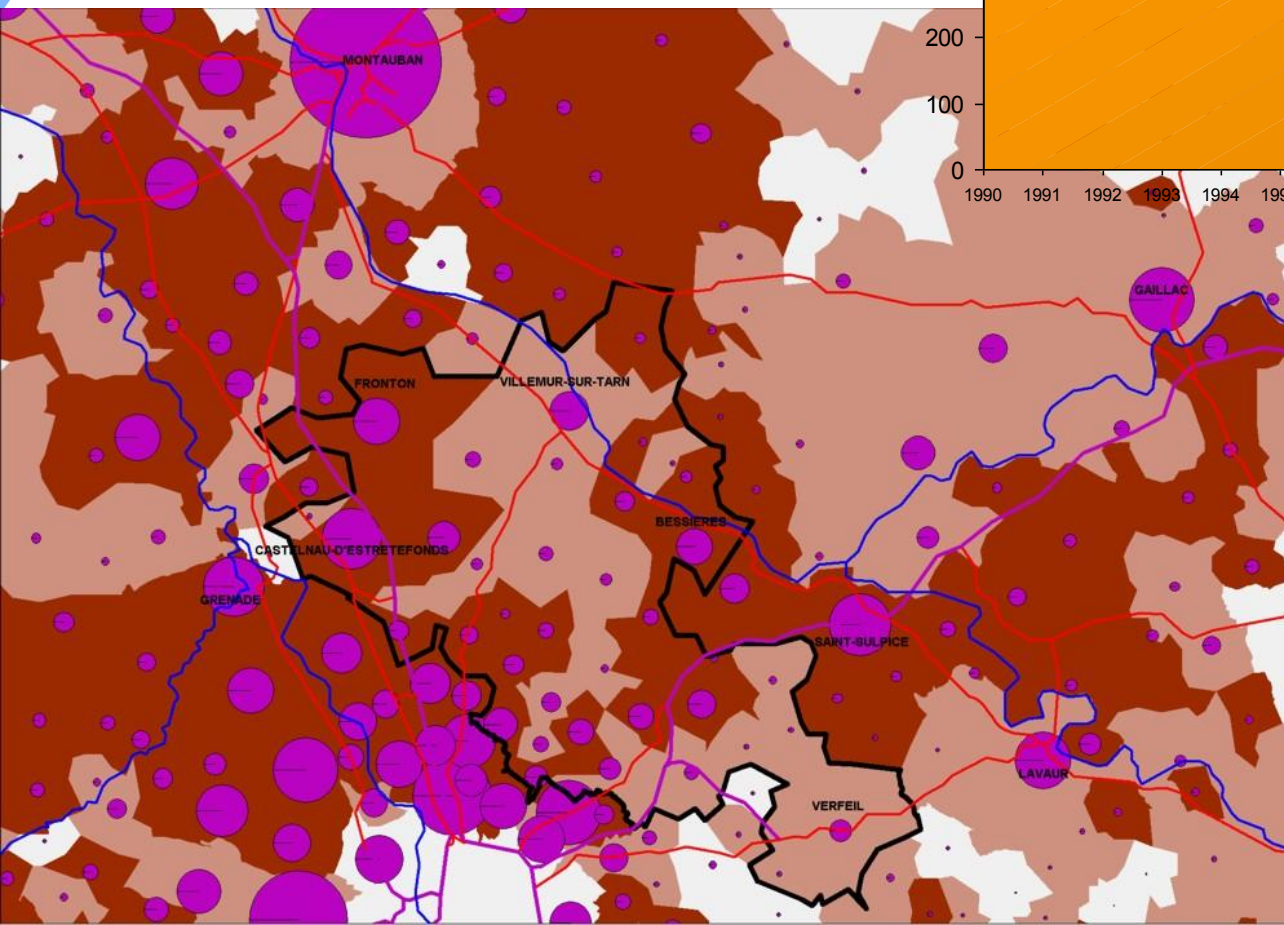 MONTAUBAN
200
100
0
1990 1991 1992 1993 1994
GAILLAC
FRONTON
VILLEMUR-SUR-TARN
BESSIERES
CASTELNAU-D'ESTRETEFONDS
GRENADE
SAINT-SULPICE
LAVAUR
VERFEIL